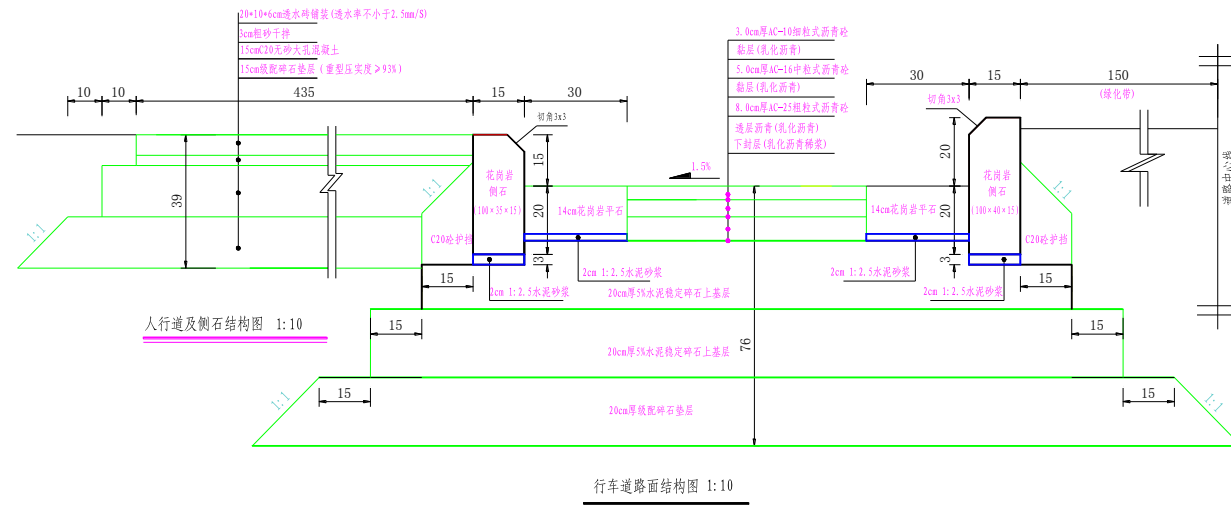 20*10*6cm透水砖铺装(透水率不小于2.5mm/S)
3cm粗砂干拌
15cmC20无砂大孔混凝土
15cm级配碎石垫层（重型压实度≥93%）
3.0cm厚AC-10细粒式沥青砼
黏层(乳化沥青)
5.0cm厚AC-16中粒式沥青砼
黏层(乳化沥青)
8.0cm厚AC-25粗粒式沥青砼
透层沥青(乳化沥青)
下封层(乳化沥青稀浆)
10
10
435
15
30
30
15
150
(绿化带)
切角3x3
切角3x3
15
20
39
1.5%
花岗岩
侧石
(100×35×15)
花岗岩
侧石
(100×40×15)
1:1
1:1
1:1
20
14cm花岗岩平石
14cm花岗岩平石
20
C20砼护挡
C20砼护挡
3
3
15
2cm 1:2.5水泥砂浆
2cm 1:2.5水泥砂浆
15
2cm 1:2.5水泥砂浆
2cm 1:2.5水泥砂浆
20cm厚5%水泥稳定碎石上基层
人行道及侧石结构图 1:10
15
15
76
20cm厚5%水泥稳定碎石上基层
1:1
15
15
1:1
20cm厚级配碎石垫层
行车道路面结构图 1:10